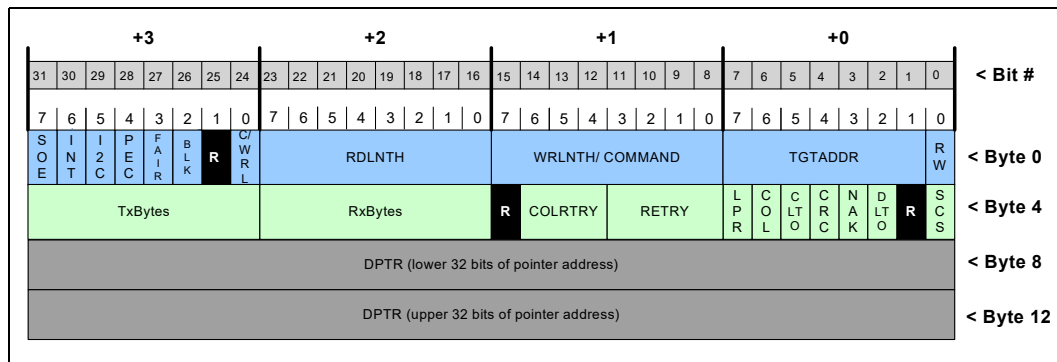 +3 +2 +1 +0
31 30 29 28 27 26 25 24 23 22 21 20 19 18 17 16 15 14 13 12 11 10 9 8 7 6 5 4 3 2 1 0 < Bit #
7 6 5 4 3 2 1 0 7 6 5 4 3 2 1 0 7 6 5 4 3 2 1 0 7 6 5 4 3 2 1 0
SOE INT I2C PEC FAIR BLK R C/WRL RDLNTH WRLNTH/ COMMAND TGTADDR RW < Byte 0
TxBytes RxBytes R COLRTRY RETRY LPR COL CLTO CRC NAK DLTO R SCS < Byte 4
DPTR (lower 32 bits of pointer address) < Byte 8
DPTR (upper 32 bits of pointer address) < Byte 12